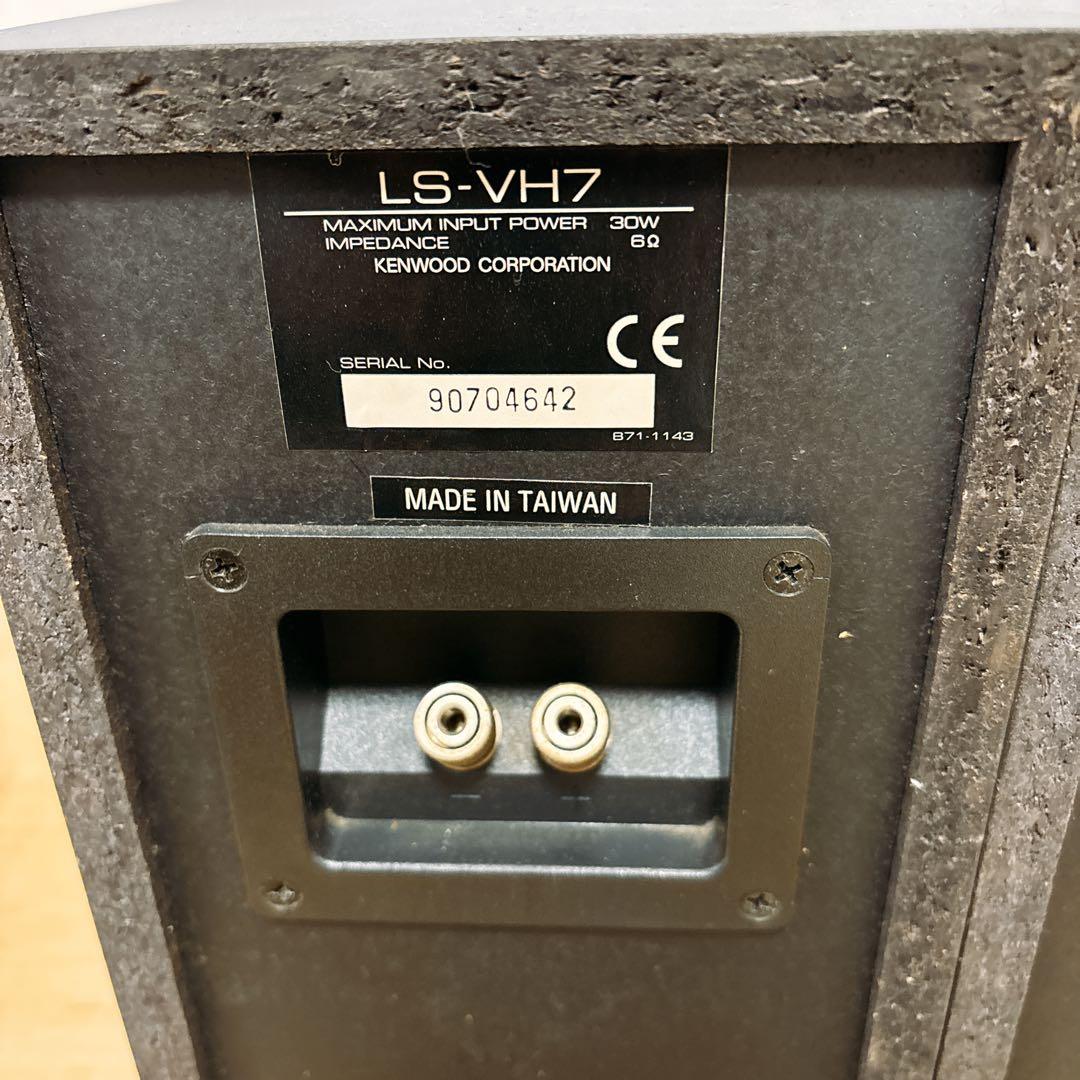 LS-VH7
MAXIMUM INPUT POWER 30W
IMPEDANCE 6Ω
KENWOOD CORPORATION
CE
SERIAL No.
90704642
B71-1143
MADE IN TAIWAN